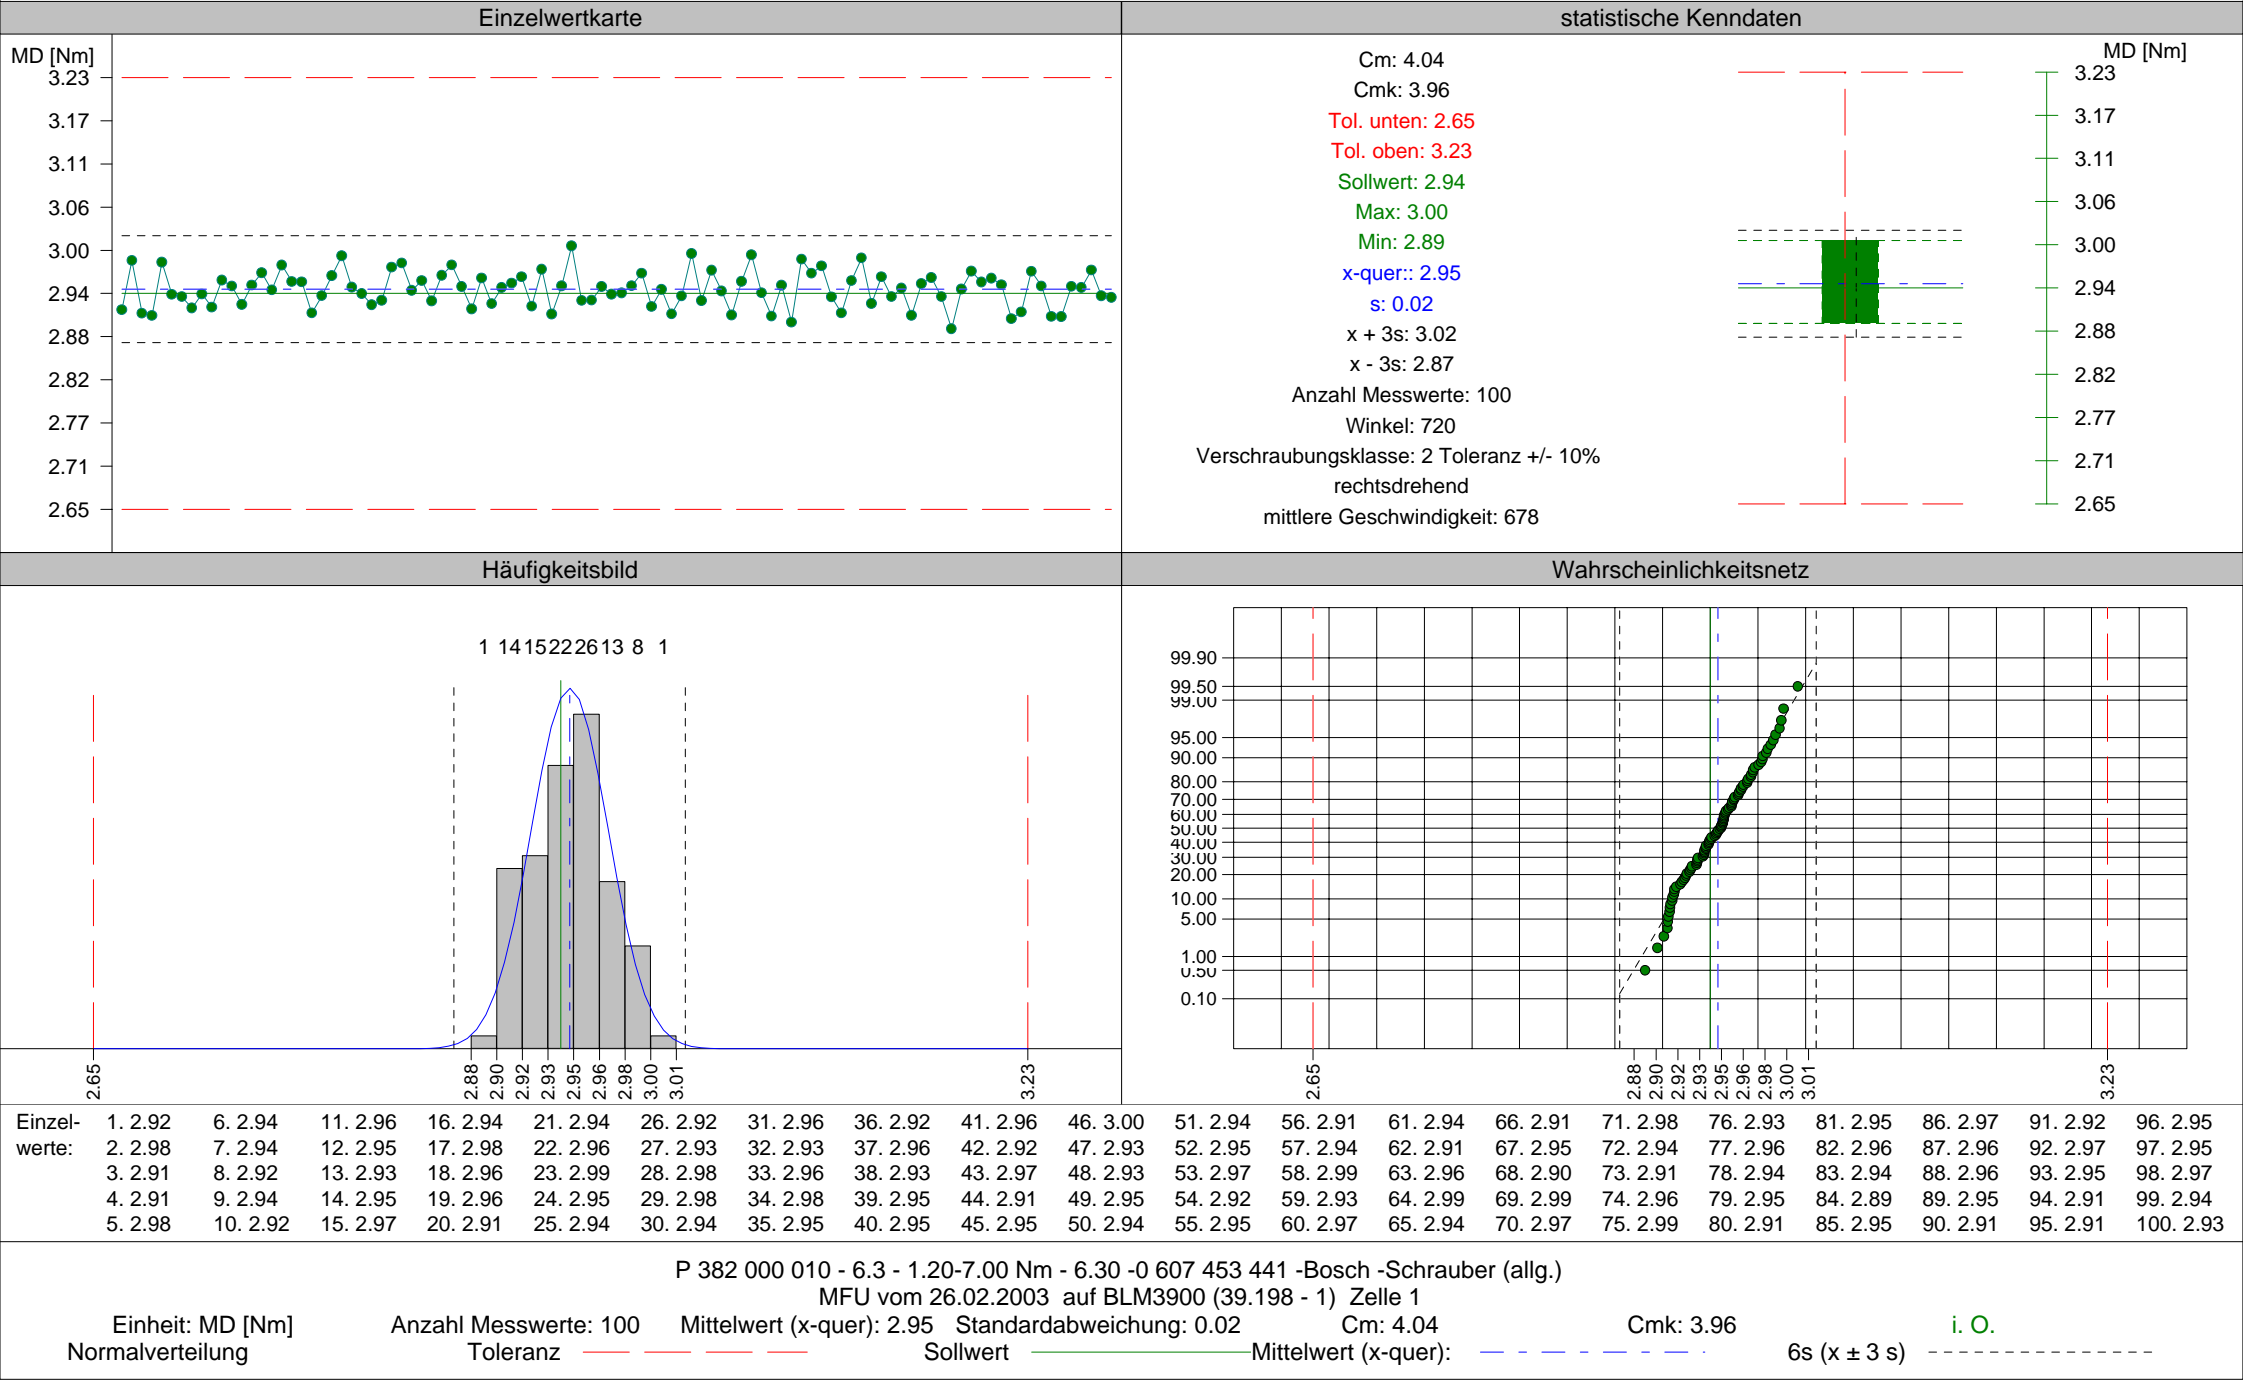 Einzelwertkarte
MD [Nm]
3.23
3.17
3.11
3.06
3.00
2.94
2.88
2.82
2.77
2.71
2.65
statistische Kenndaten
Cm: 4.04
Cmk: 3.96
Tol. unten: 2.65
Tol. oben: 3.23
Sollwert: 2.94
Max: 3.00
Min: 2.89
x-quer:: 2.95
s: 0.02
x + 3s: 3.02
x - 3s: 2.87
Anzahl Messwerte: 100
Winkel: 720
Verschraubungsklasse: 2 Toleranz +/- 10%
rechtsdrehend
mittlere Geschwindigkeit: 678
MD [Nm]
3.23
3.17
3.11
3.06
3.00
2.94
2.88
2.82
2.77
2.71
2.65
Häufigkeitsbild
1 14 15 22 26 13 8 1
2.65 2.88 2.90 2.92 2.93 2.95 2.96 2.98 3.00 3.01 3.23
Wahrscheinlichkeitsnetz
99.90
99.50
99.00
95.00
90.00
80.00
70.00
60.00
50.00
40.00
30.00
20.00
10.00
5.00
1.00
0.50
0.10
2.65 2.88 2.90 2.92 2.93 2.95 2.96 2.98 3.00 3.01 3.23
Einzel- 1. 2.92 6. 2.94 11. 2.96 16. 2.94 21. 2.94 26. 2.92 31. 2.96 36. 2.92 41. 2.96 46. 3.00 51. 2.94 56. 2.91 61. 2.94 66. 2.91 71. 2.98 76. 2.93 81. 2.95 86. 2.97 91. 2.92 96. 2.95
werte: 2. 2.98 7. 2.94 12. 2.95 17. 2.98 22. 2.96 27. 2.93 32. 2.93 37. 2.96 42. 2.92 47. 2.93 52. 2.95 57. 2.94 62. 2.91 67. 2.95 72. 2.94 77. 2.96 82. 2.96 87. 2.96 92. 2.97 97. 2.95
3. 2.91 8. 2.92 13. 2.93 18. 2.96 23. 2.99 28. 2.98 33. 2.96 38. 2.93 43. 2.97 48. 2.93 53. 2.97 58. 2.99 63. 2.96 68. 2.90 73. 2.91 78. 2.94 83. 2.94 88. 2.96 93. 2.95 98. 2.97
4. 2.91 9. 2.94 14. 2.95 19. 2.96 24. 2.95 29. 2.98 34. 2.98 39. 2.95 44. 2.91 49. 2.95 54. 2.92 59. 2.93 64. 2.99 69. 2.99 74. 2.96 79. 2.95 84. 2.89 89. 2.95 94. 2.91 99. 2.94
5. 2.98 10. 2.92 15. 2.97 20. 2.91 25. 2.94 30. 2.94 35. 2.95 40. 2.95 45. 2.95 50. 2.94 55. 2.95 60. 2.97 65. 2.94 70. 2.97 75. 2.99 80. 2.91 85. 2.95 90. 2.91 95. 2.91 100. 2.93
P 382 000 010 - 6.3 - 1.20-7.00 Nm - 6.30 -0 607 453 441 -Bosch -Schrauber (allg.)
MFU vom 26.02.2003 auf BLM3900 (39.198 - 1) Zelle 1
Einheit: MD [Nm] Anzahl Messwerte: 100 Mittelwert (x-quer): 2.95 Standardabweichung: 0.02 Cm: 4.04 Cmk: 3.96 i. O.
Normalverteilung Toleranz Sollwert Mittelwert (x-quer): 6s (x ± 3 s)